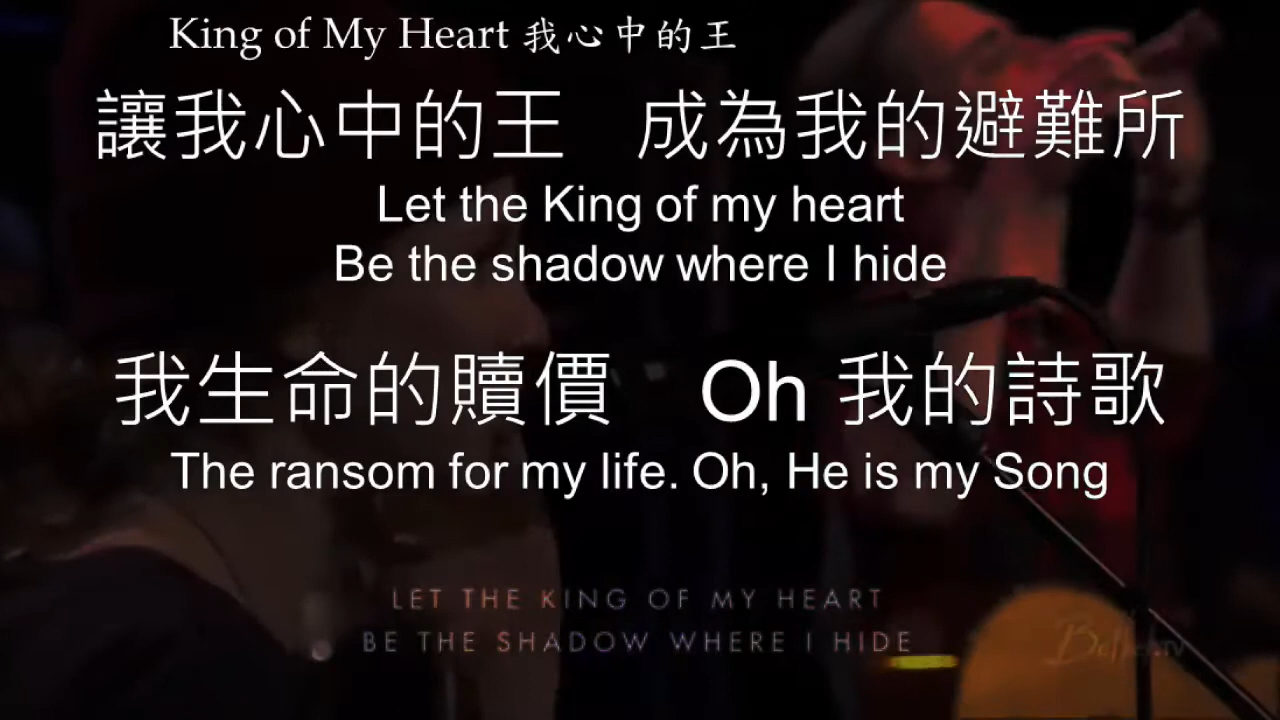 King of My Heart 我心中的王
讓我心中的王 成為我的避難所
Let the King of my heart
Be the shadow where I hide
我生命的贖價 Oh 我的詩歌
The ransom for my life. Oh, He is my Song
LET THE KING OF MY HEART
BE THE SHADOW WHERE I HIDE
Bethel.TV